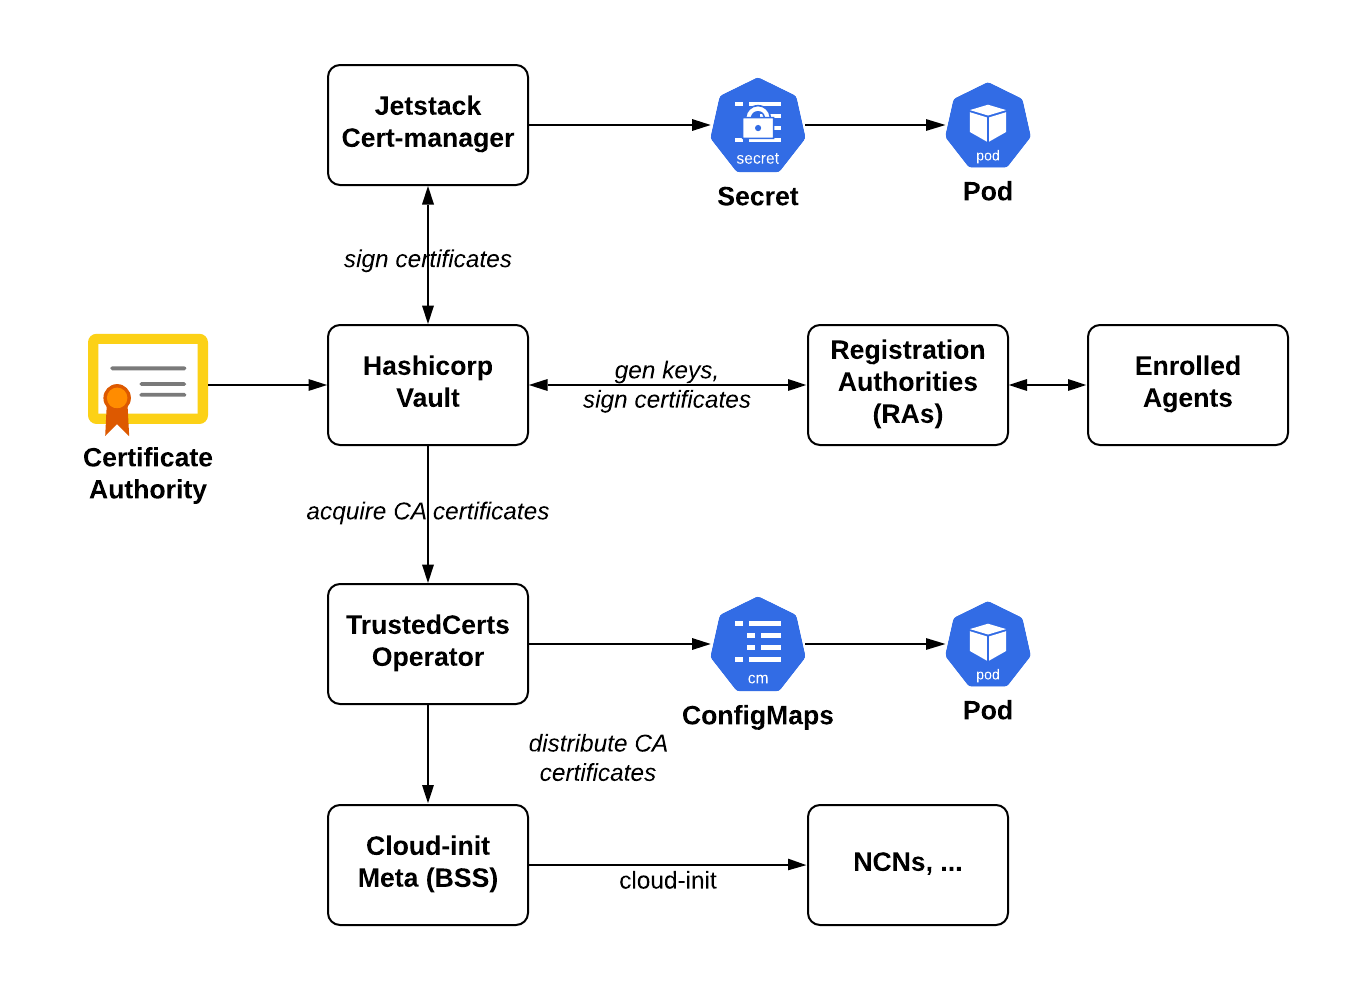 Jetstack
Cert-manager
secret
Secret
pod
Pod
sign certificates
Certificate
Authority
Hashicorp
Vault
gen keys,
sign certificates
Registration
Authorities
(RAs)
Enrolled
Agents
acquire CA certificates
TrustedCerts
Operator
cm
ConfigMaps
pod
Pod
distribute CA
certificates
Cloud-init
Meta (BSS)
cloud-init
NCNs, ...